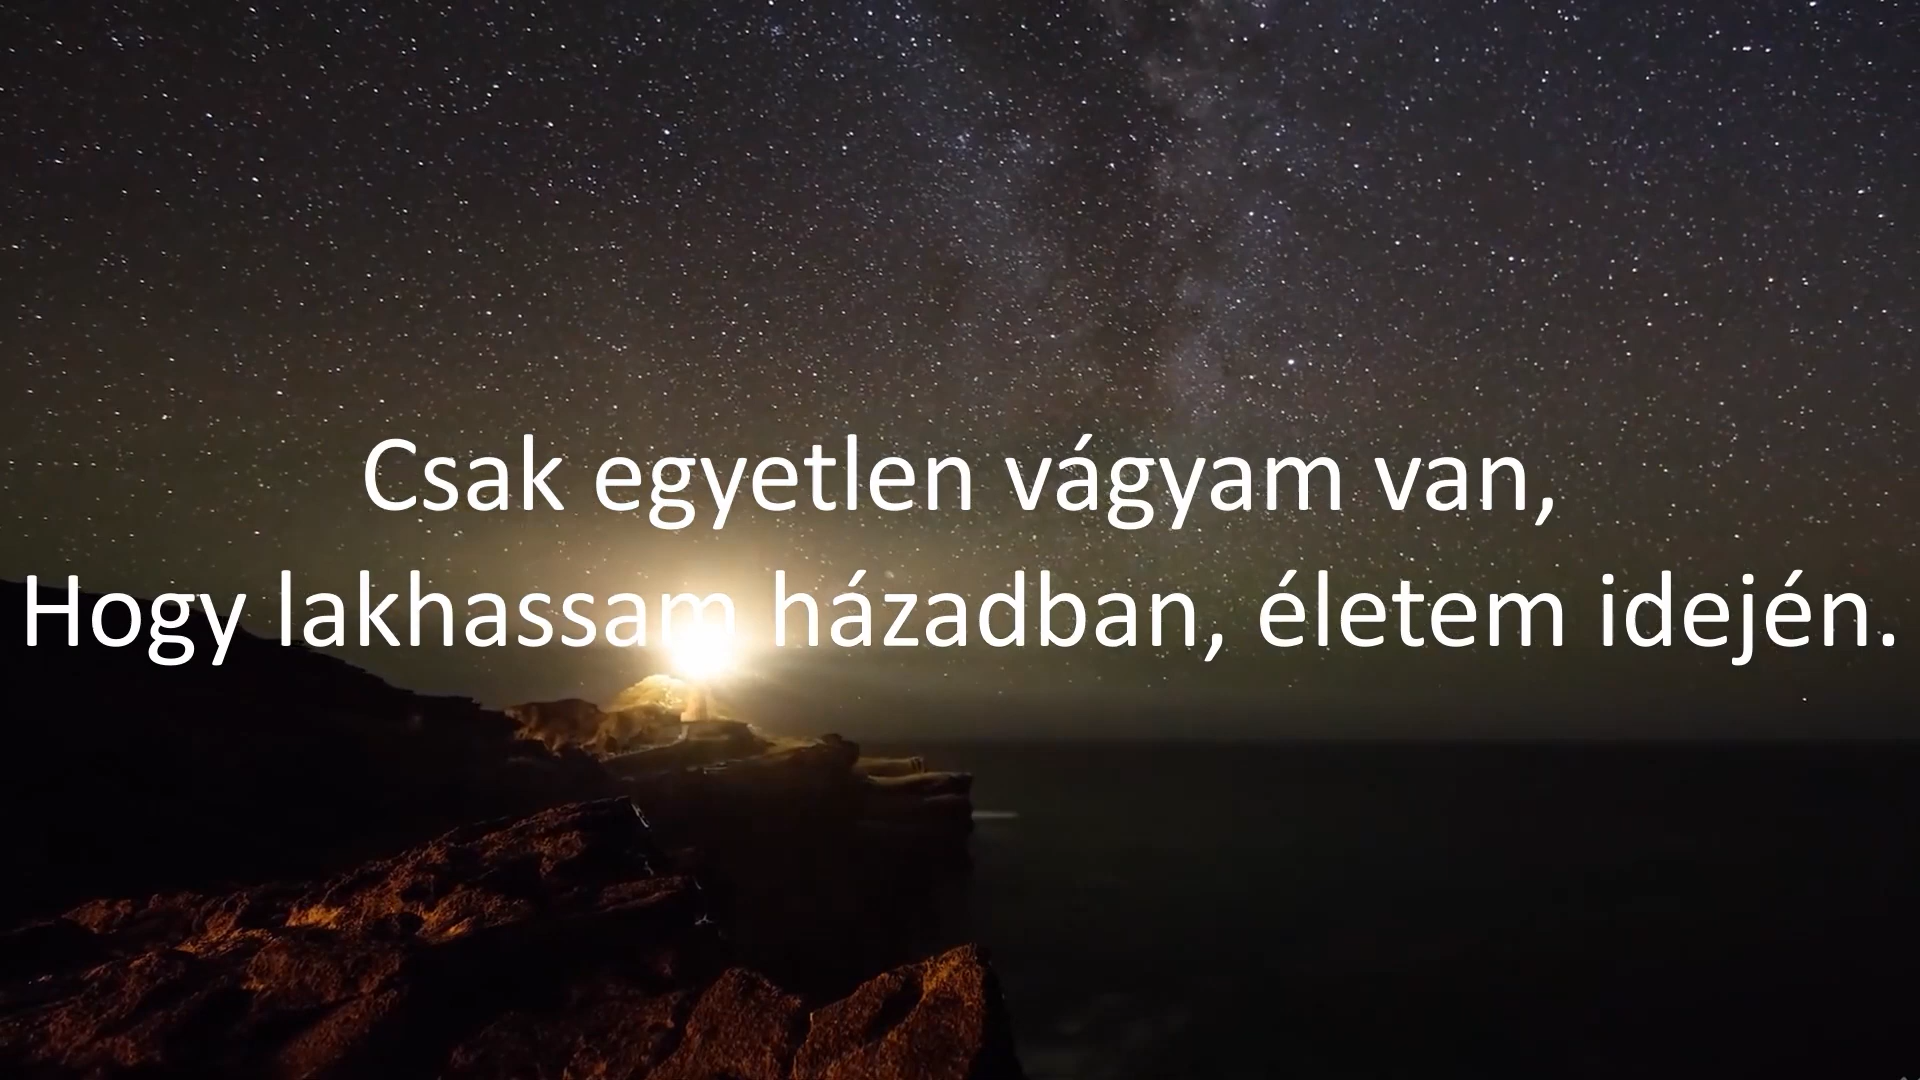 Csak egyetlen vágyam van,
Hogy lakhassam házadban, életem idején.